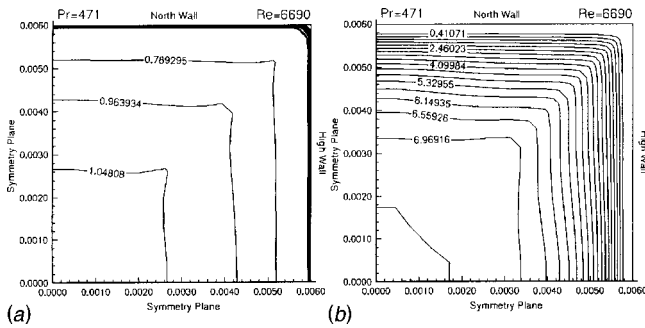 Pr=471 North Wall Re=6690
0.0060
0.0050
0.0040
0.0030
0.0020
0.0010
0.0000
Symmetry Plane
0.789295
0.963934
1.04808
High Wall
0.0000 0.0010 0.0020 0.0030 0.0040 0.0050 0.0060
Symmetry Plane
(a)
Pr=471 North Wall Re=6690
0.0060
0.0050
0.0040
0.0030
0.0020
0.0010
0.0000
Symmetry Plane
0.41071
2.46023
4.09984
5.32955
6.14935
6.55926
6.96916
High Wall
0.0000 0.0010 0.0020 0.0030 0.0040 0.0050 0.0060
Symmetry Plane
(b)